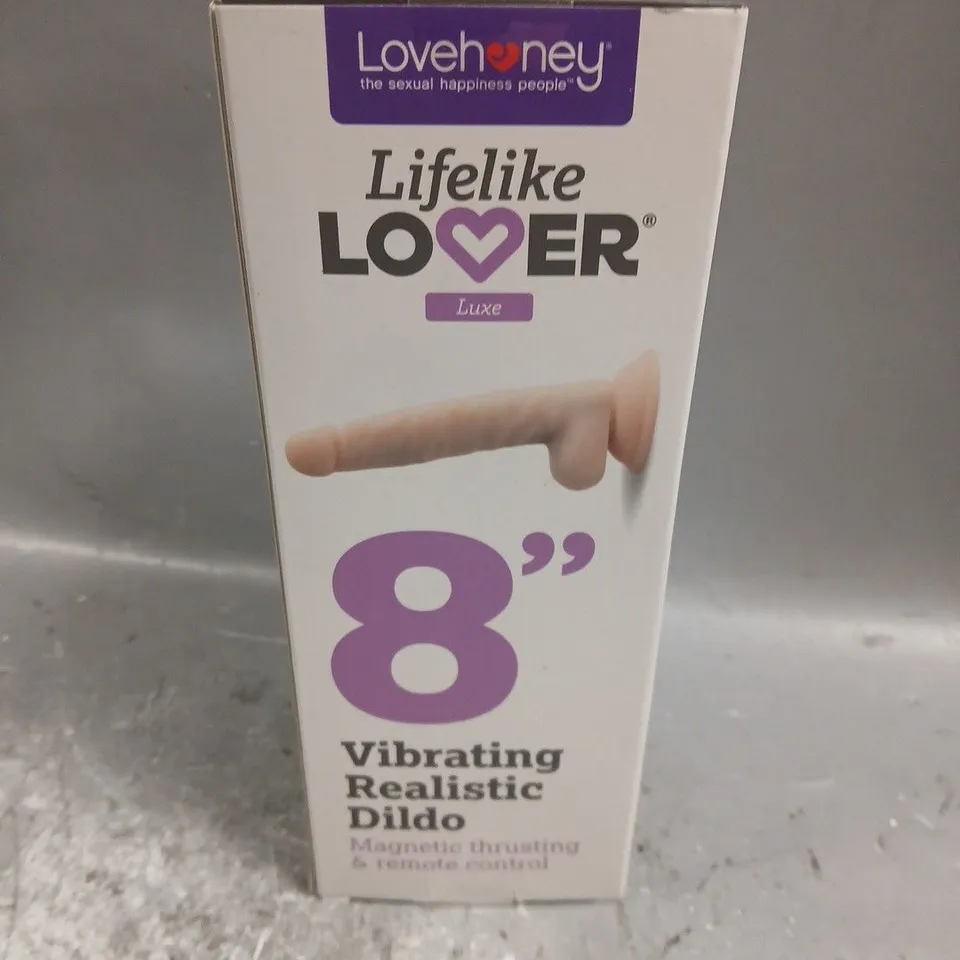 Lovehoney®
the sexual happiness people™
Lifelike
LOVER®
Luxe
8”
Vibrating
Realistic
Dildo
Magnetic thrusting
& remote control